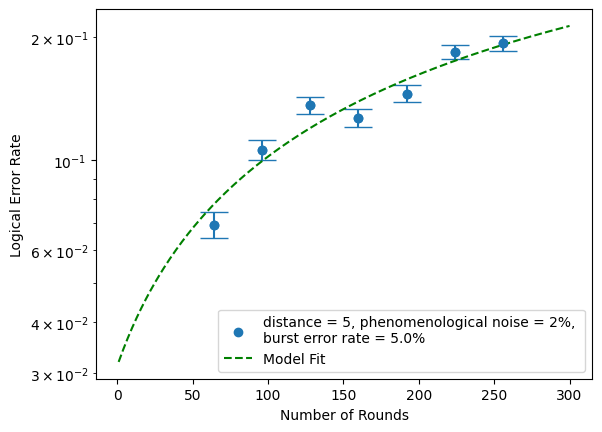 Logical Error Rate
2 × 10⁻¹
10⁻¹
6 × 10⁻²
4 × 10⁻²
3 × 10⁻²
distance = 5, phenomenological noise = 2%,
burst error rate = 5.0%
Model Fit
0 50 100 150 200 250 300
Number of Rounds